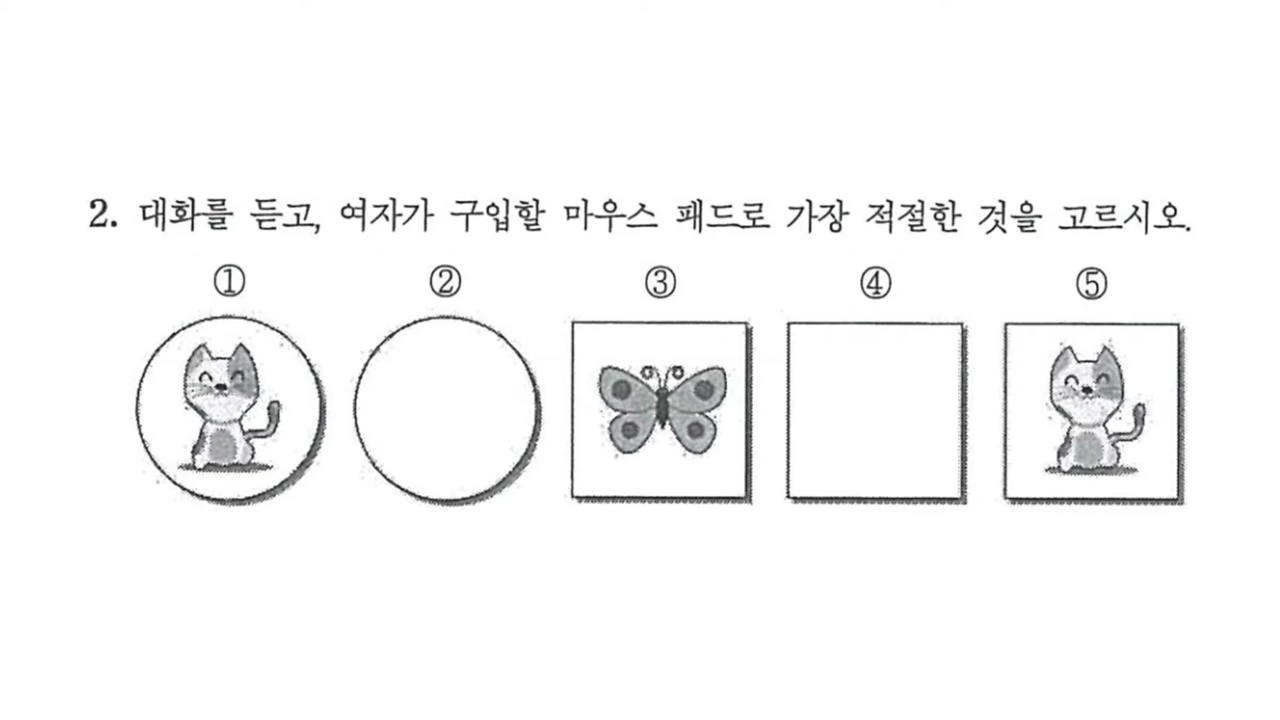 2. 대화를 듣고, 여자가 구입할 마우스 패드로 가장 적절한 것을 고르시오.
① ② ③ ④ ⑤